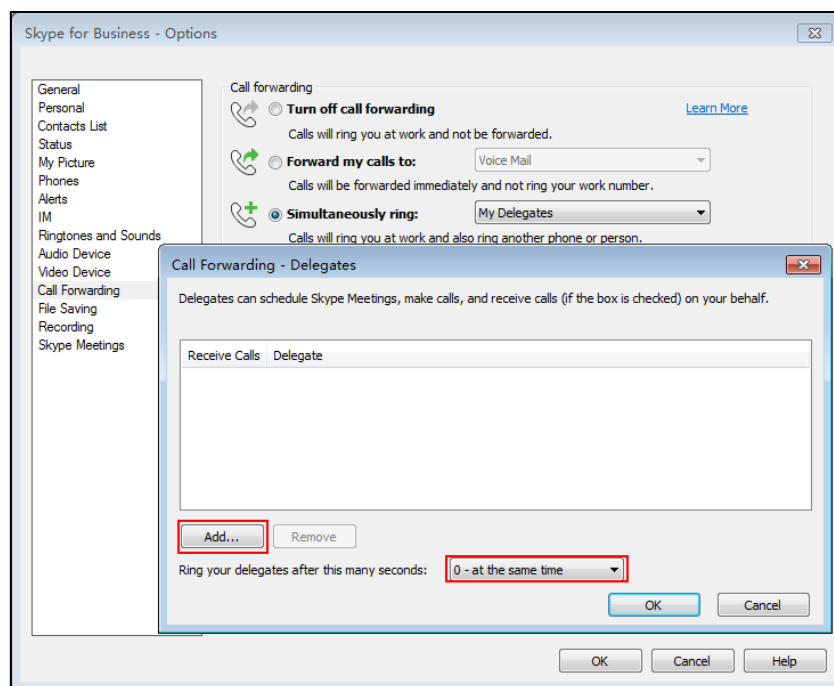 Skype for Business - Options
General
Personal
Contacts List
Status
My Picture
Phones
Alerts
IM
Ringtones and Sounds
Audio Device
Video Device
Call Forwarding
File Saving
Recording
Skype Meetings
Call forwarding
Turn off call forwarding
Learn More
Calls will ring you at work and not be forwarded.
Forward my calls to:
Voice Mail
Calls will be forwarded immediately and not ring your work number.
Simultaneously ring:
My Delegates
Calls will ring you at work and also ring another phone or person.
Call Forwarding - Delegates
Delegates can schedule Skype Meetings, make calls, and receive calls (if the box is checked) on your behalf.
Receive Calls Delegate
Add... Remove
Ring your delegates after this many seconds: 0 - at the same time
OK Cancel
OK Cancel Help